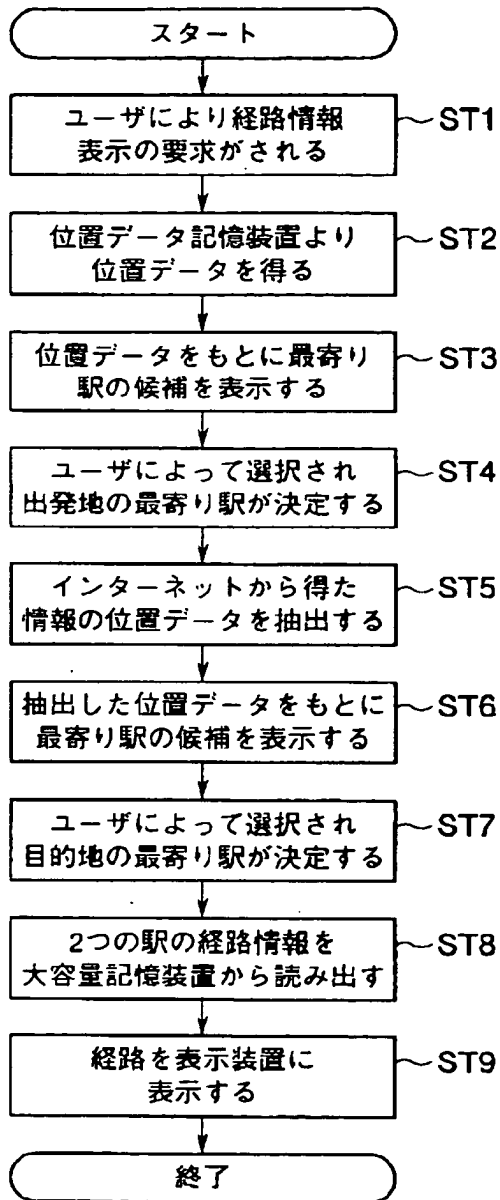 スタート
ユーザにより経路情報
表示の要求がされる
ST1
位置データ記憶装置より
位置データを得る
ST2
位置データをもとに最寄り
駅の候補を表示する
ST3
ユーザによって選択され
出発地の最寄り駅が決定する
ST4
インターネットから得た
情報の位置データを抽出する
ST5
抽出した位置データをもとに
最寄り駅の候補を表示する
ST6
ユーザによって選択され
目的地の最寄り駅が決定する
ST7
2つの駅の経路情報を
大容量記憶装置から読み出す
ST8
経路を表示装置に
表示する
ST9
終了